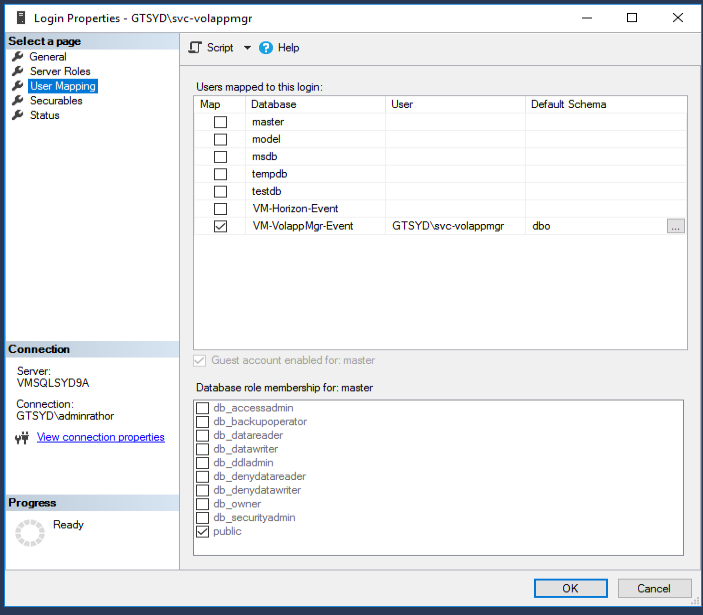 Login Properties - GTSYD\svc-volappmgr
Select a page
General
Server Roles
User Mapping
Securables
Status
Script
Help
Users mapped to this login:
Map Database User Default Schema
master
model
msdb
tempdb
testdb
VM-Horizon-Event
VM-VolappMgr-Event GTSYD\svc-volappmgr dbo ...
Guest account enabled for: master
Database role membership for: master
db_accessadmin
db_backupoperator
db_datareader
db_datawriter
db_ddladmin
db_denydatareader
db_denydatawriter
db_owner
db_securityadmin
public
Connection
Server:
VMSQLSYD9A
Connection:
GTSYD\adminrathor
View connection properties
Progress
Ready
OK
Cancel